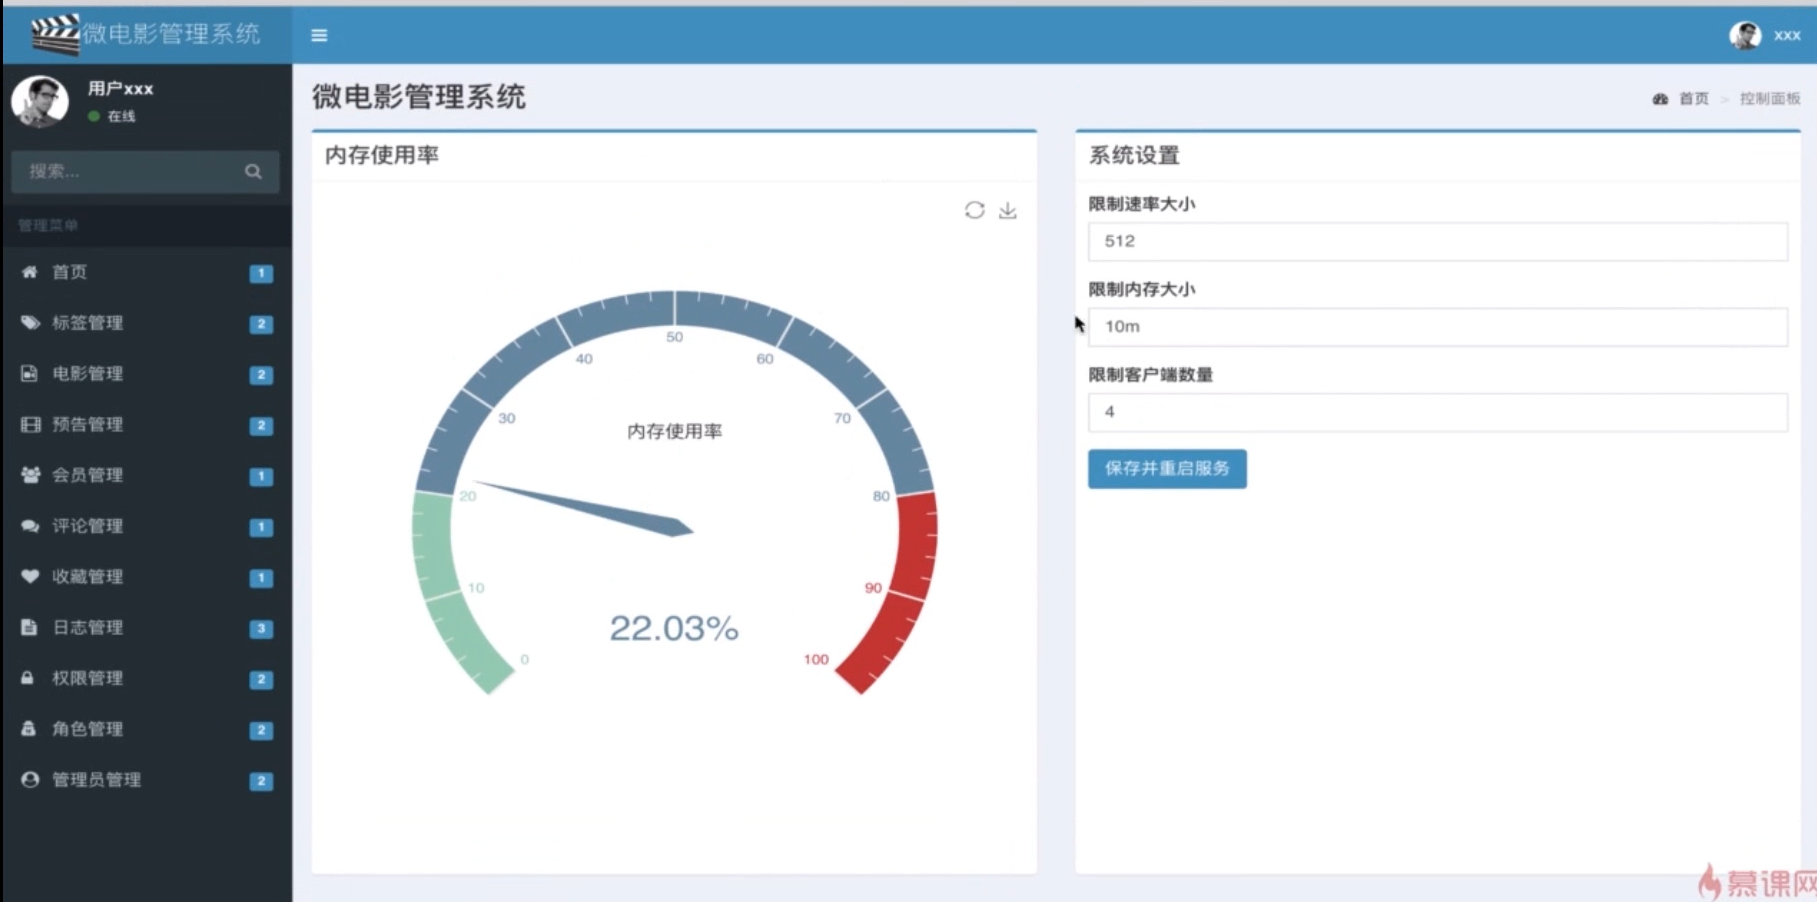 微电影管理系统
xxx
用户xxx
在线
搜索...
管理菜单
首页 1
标签管理 2
电影管理 2
预告管理 2
会员管理 1
评论管理 1
收藏管理 1
日志管理 3
权限管理 2
角色管理 2
管理员管理 2
微电影管理系统
首页 > 控制面板
内存使用率
0
10
20
30
40
50
60
70
80
90
100
内存使用率
22.03%
系统设置
限制速率大小
512
限制内存大小
10m
限制客户端数量
4
保存并重启服务
慕课网